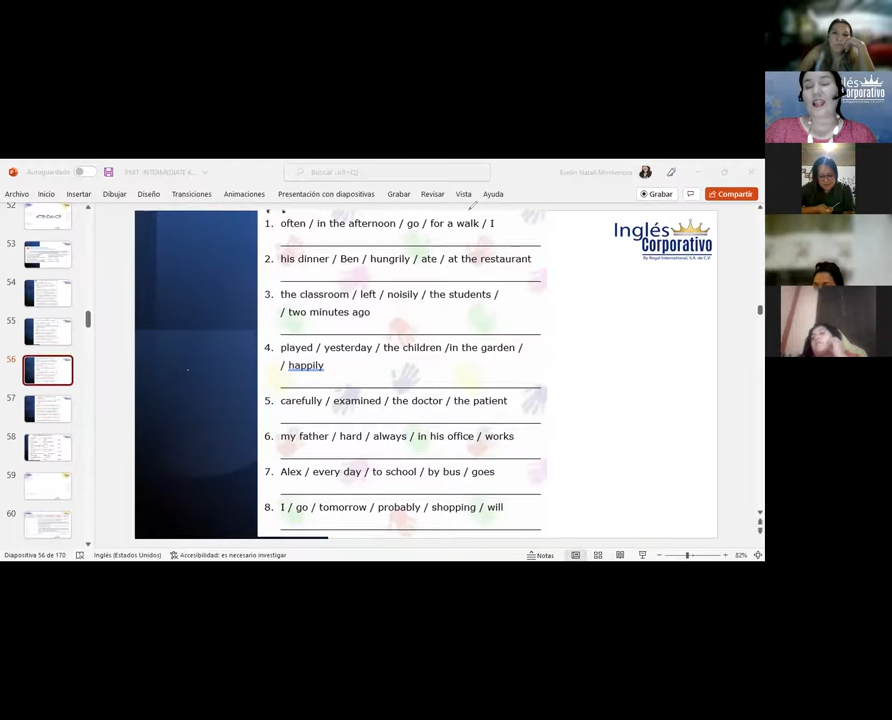 Autoguardado
Buscar (Alt+Q)
Archivo Inicio Insertar Dibujar Diseño Transiciones Animaciones Presentación con diapositivas Grabar Revisar Vista Ayuda
Grabar
Compartir
52
ATTENDANCE
53
54
55
56
57
58
59
60
1. often / in the afternoon / go / for a walk / I
2. his dinner / Ben / hungrily / ate / at the restaurant
3. the classroom / left / noisily / the students /
/ two minutes ago
4. played / yesterday / the children /in the garden /
/ happily
5. carefully / examined / the doctor / the patient
6. my father / hard / always / in his office / works
7. Alex / every day / to school / by bus / goes
8. I / go / tomorrow / probably / shopping / will
Inglés
Corporativo
By Regal International, S.A. de C.V.
Diapositiva 56 de 170
Inglés (Estados Unidos)
Accesibilidad: es necesario investigar
Notas
82%